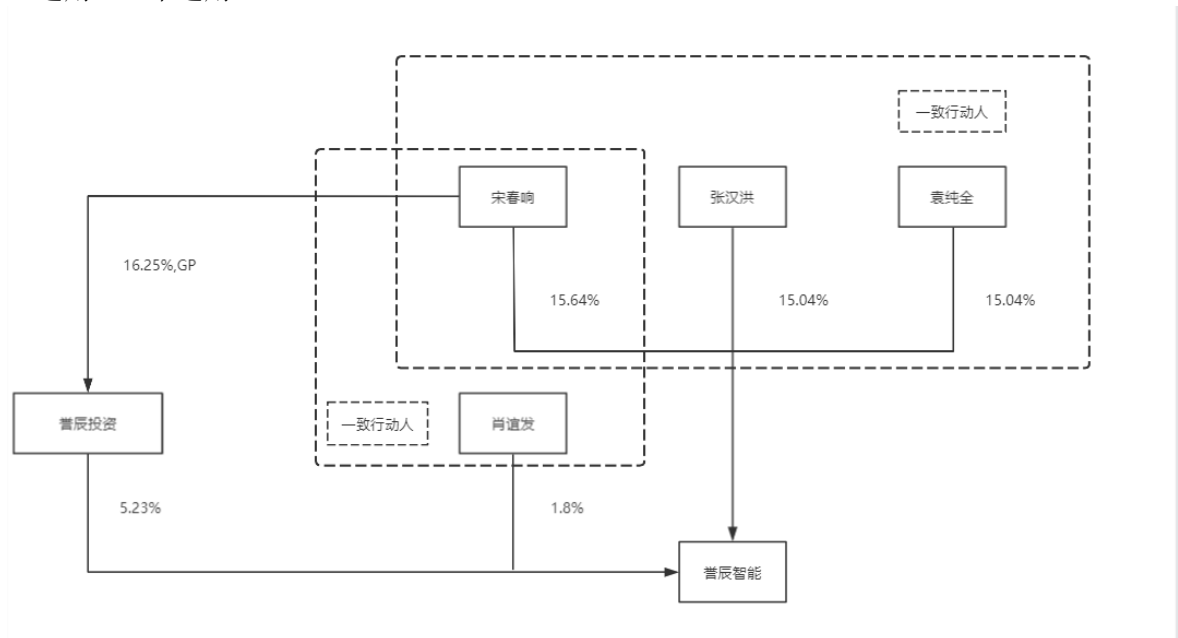 一致行动人
宋春响
张汉洪
袁纯全
16.25%,GP
15.64%
15.04%
15.04%
誉辰投资
一致行动人
肖谊发
5.23%
1.8%
誉辰智能